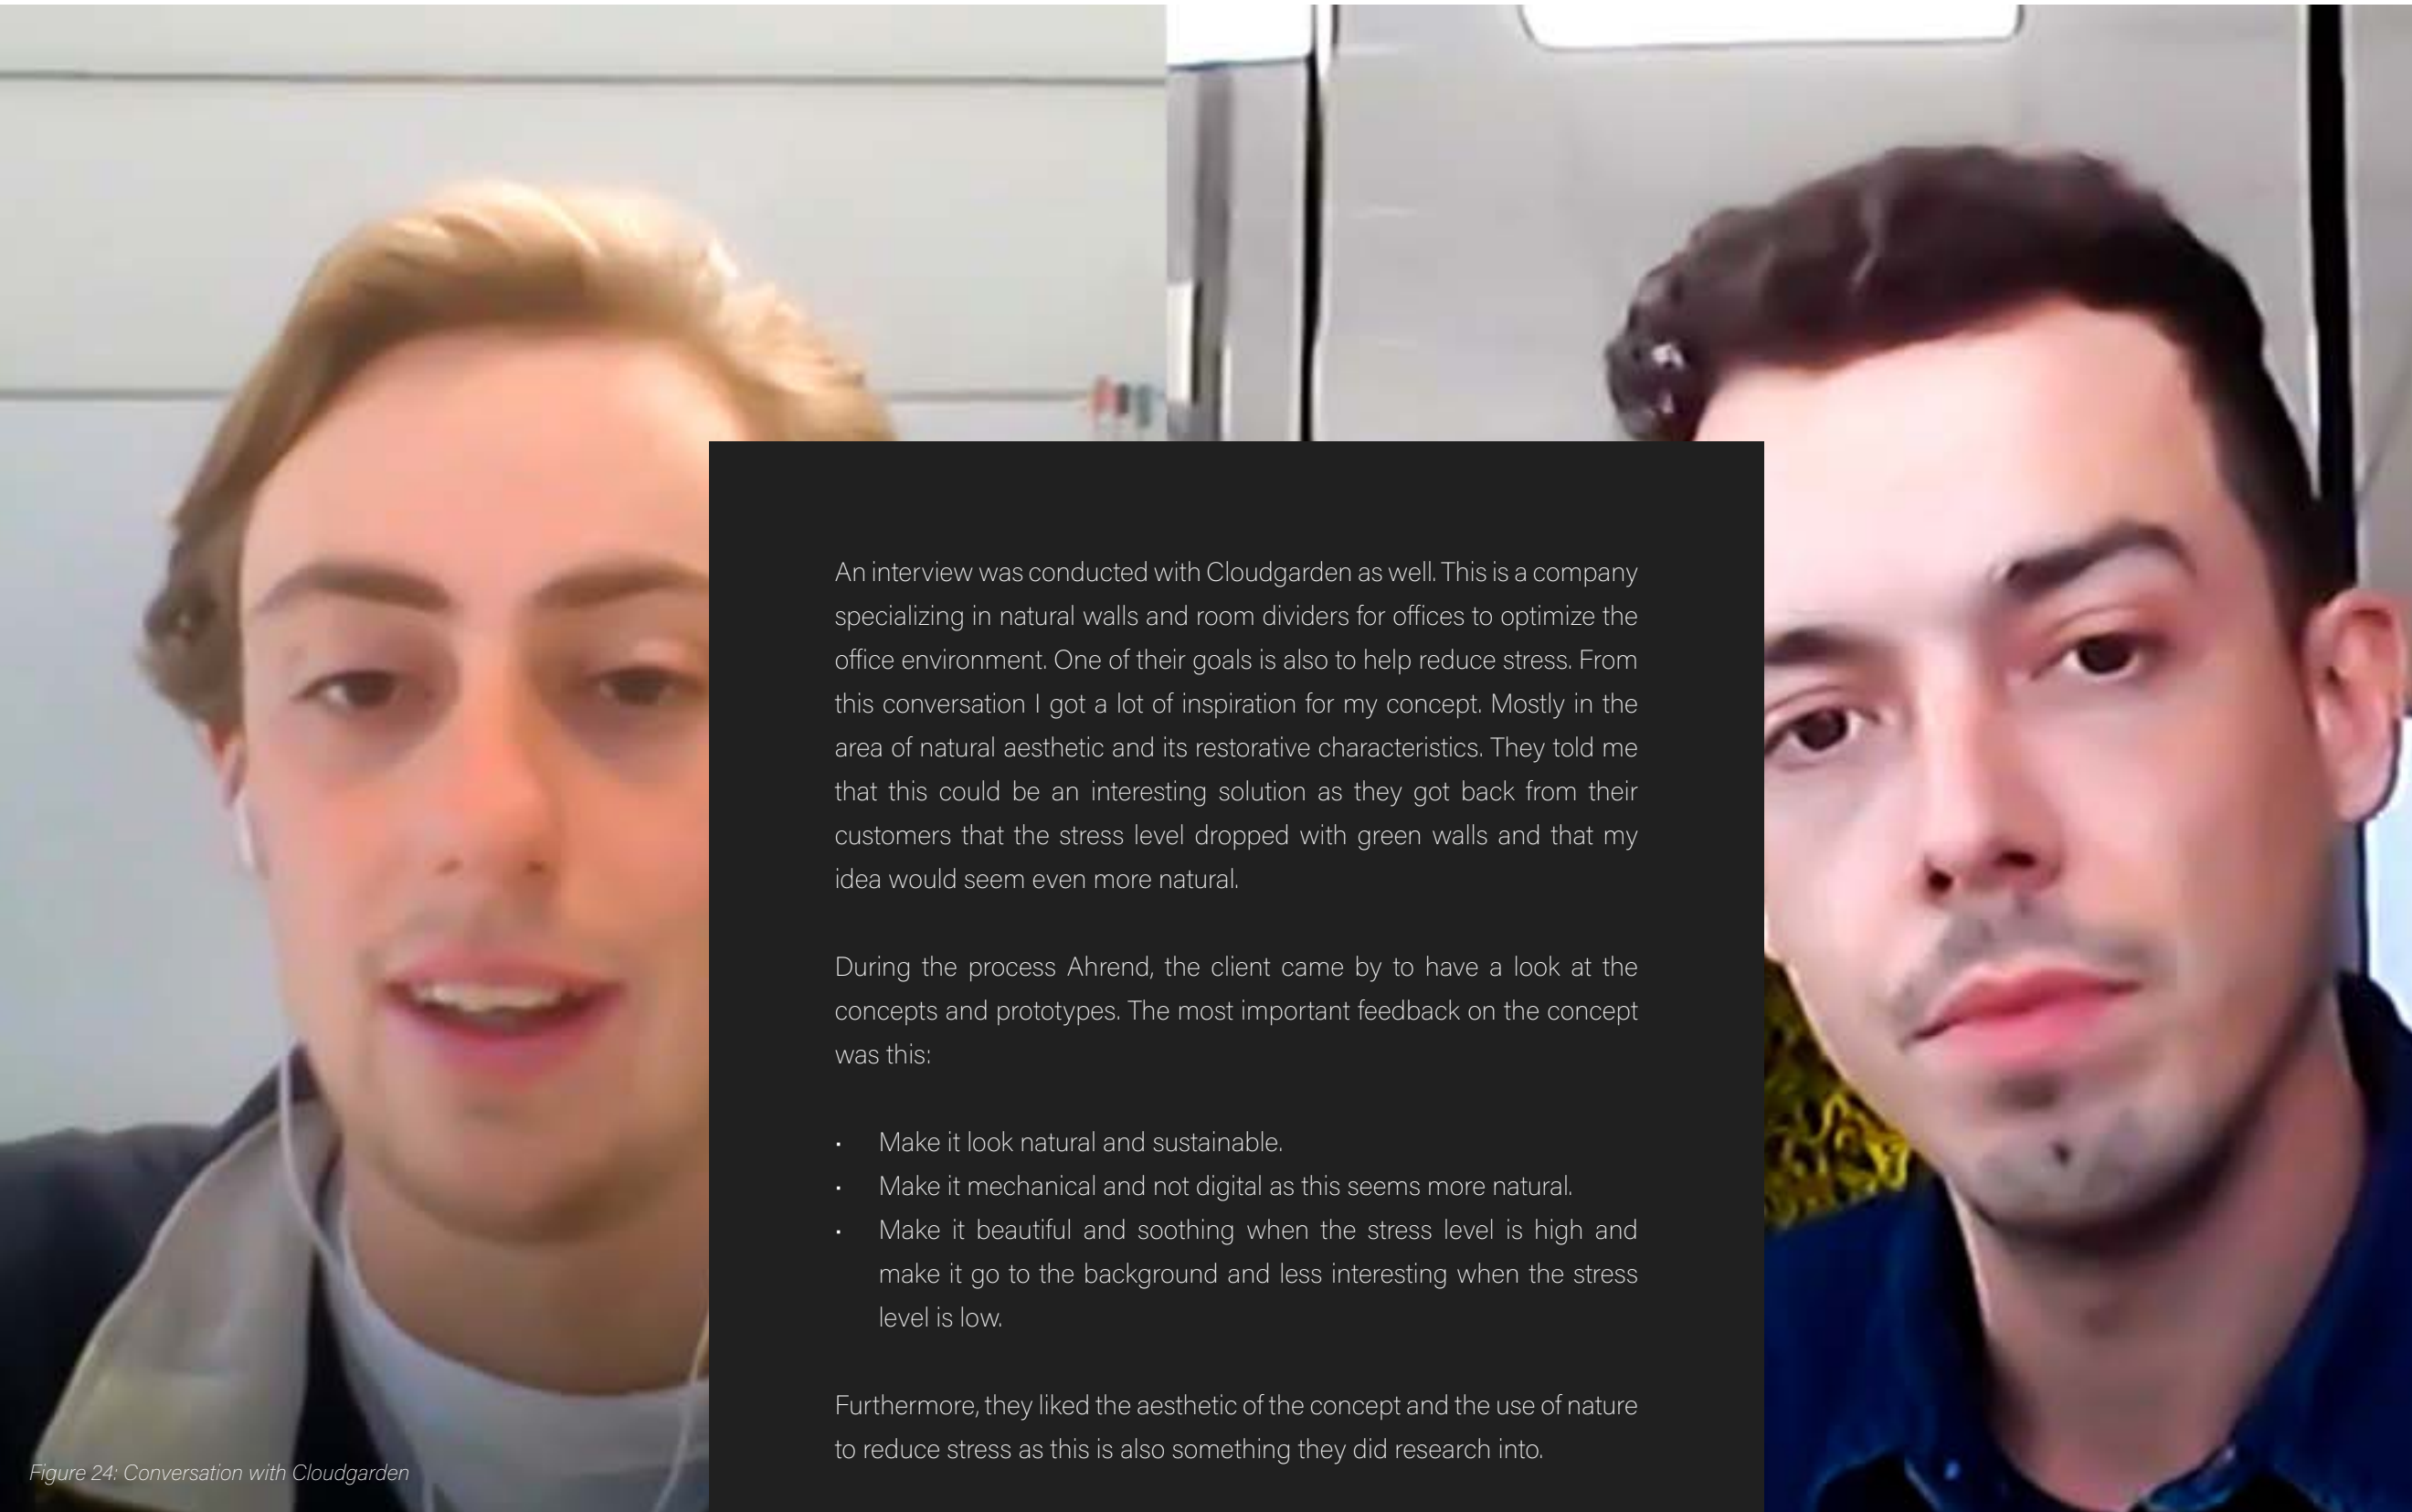 An interview was conducted with Cloudgarden as well. This is a company
specializing in natural walls and room dividers for offices to optimize the
office environment. One of their goals is also to help reduce stress. From
this conversation I got a lot of inspiration for my concept. Mostly in the
area of natural aesthetic and its restorative characteristics. They told me
that this could be an interesting solution as they got back from their
customers that the stress level dropped with green walls and that my
idea would seem even more natural.
During the process Ahrend, the client came by to have a look at the
concepts and prototypes. The most important feedback on the concept
was this:
· Make it look natural and sustainable.
· Make it mechanical and not digital as this seems more natural.
· Make it beautiful and soothing when the stress level is high and
make it go to the background and less interesting when the stress
level is low.
Furthermore, they liked the aesthetic of the concept and the use of nature
to reduce stress as this is also something they did research into.
Figure 24: Conversation with Cloudgarden